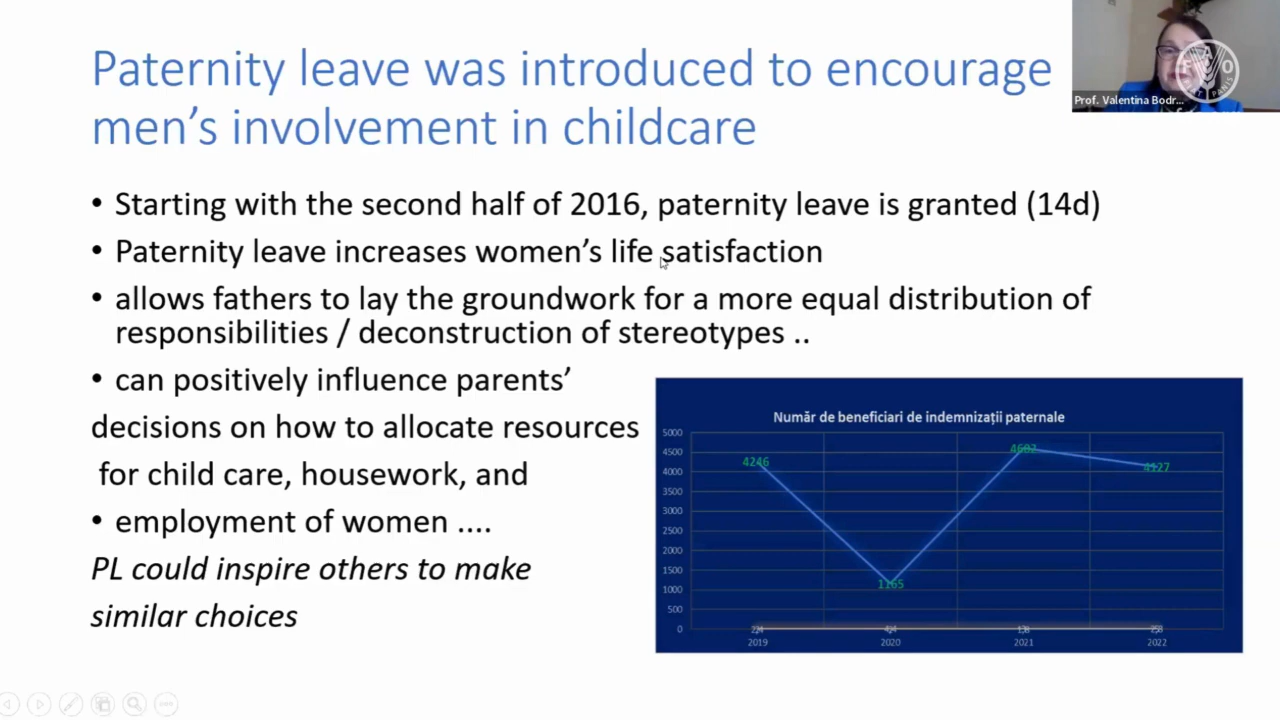 Paternity leave was introduced to encourage
men’s involvement in childcare
Prof. Valentina Bodr...
• Starting with the second half of 2016, paternity leave is granted (14d)
• Paternity leave increases women’s life satisfaction
• allows fathers to lay the groundwork for a more equal distribution of
responsibilities / deconstruction of stereotypes ..
• can positively influence parents’
decisions on how to allocate resources
for child care, housework, and
• employment of women ....
PL could inspire others to make
similar choices
Număr de beneficiari de indemnizații paternale
5000
4500
4000
3500
3000
2500
2000
1500
1000
500
0
4246
1165
4127
2019
2020
2021
2022